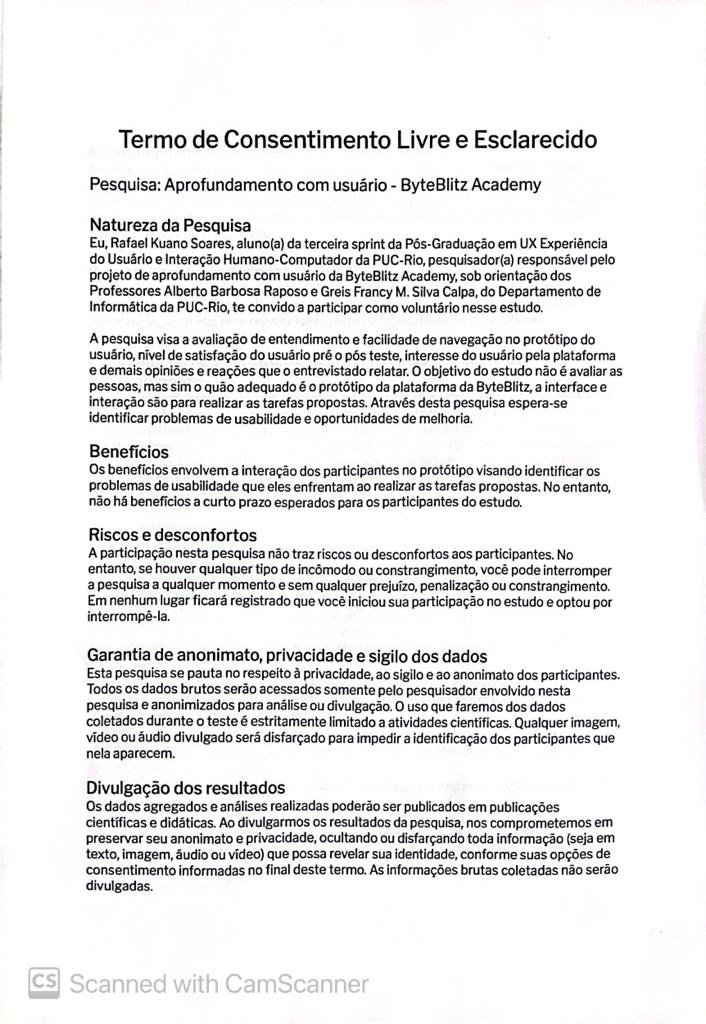 Termo de Consentimento Livre e Esclarecido
Pesquisa: Aprofundamento com usuário - ByteBlitz Academy
Natureza da Pesquisa
Eu, Rafael Kuano Soares, aluno(a) da terceira sprint da Pós-Graduação em UX Experiência
do Usuário e Interação Humano-Computador da PUC-Rio, pesquisador(a) responsável pelo
projeto de aprofundamento com usuário da ByteBlitz Academy, sob orientação dos
Professores Alberto Barbosa Raposo e Greis Francy M. Silva Calpa, do Departamento de
Informática da PUC-Rio, te convido a participar como voluntário nesse estudo.
A pesquisa visa a avaliação de entendimento e facilidade de navegação no protótipo do
usuário, nível de satisfação do usuário pré o pós teste, interesse do usuário pela plataforma
e demais opiniões e reações que o entrevistado relatar. O objetivo do estudo não é avaliar as
pessoas, mas sim o quão adequado é o protótipo da plataforma da ByteBlitz, a interface e
interação são para realizar as tarefas propostas. Através desta pesquisa espera-se
identificar problemas de usabilidade e oportunidades de melhoria.
Benefícios
Os benefícios envolvem a interação dos participantes no protótipo visando identificar os
problemas de usabilidade que eles enfrentam ao realizar as tarefas propostas. No entanto,
não há benefícios a curto prazo esperados para os participantes do estudo.
Riscos e desconfortos
A participação nesta pesquisa não traz riscos ou desconfortos aos participantes. No
entanto, se houver qualquer tipo de incômodo ou constrangimento, você pode interromper
a pesquisa a qualquer momento e sem qualquer prejuízo, penalização ou constrangimento.
Em nenhum lugar ficará registrado que você iniciou sua participação no estudo e optou por
interrompê-la.
Garantia de anonimato, privacidade e sigilo dos dados
Esta pesquisa se pauta no respeito à privacidade, ao sigilo e ao anonimato dos participantes.
Todos os dados brutos serão acessados somente pelo pesquisador envolvido nesta
pesquisa e anonimizados para análise ou divulgação. O uso que faremos dos dados
coletados durante o teste é estritamente limitado a atividades científicas. Qualquer imagem,
vídeo ou áudio divulgado será disfarçado para impedir a identificação dos participantes que
nela aparecem.
Divulgação dos resultados
Os dados agregados e análises realizadas poderão ser publicados em publicações
científicas e didáticas. Ao divulgarmos os resultados da pesquisa, nos comprometemos em
preservar seu anonimato e privacidade, ocultando ou disfarçando toda informação (seja em
texto, imagem, áudio ou vídeo) que possa revelar sua identidade, conforme suas opções de
consentimento informadas no final deste termo. As informações brutas coletadas não serão
divulgadas.
CS Scanned with CamScanner